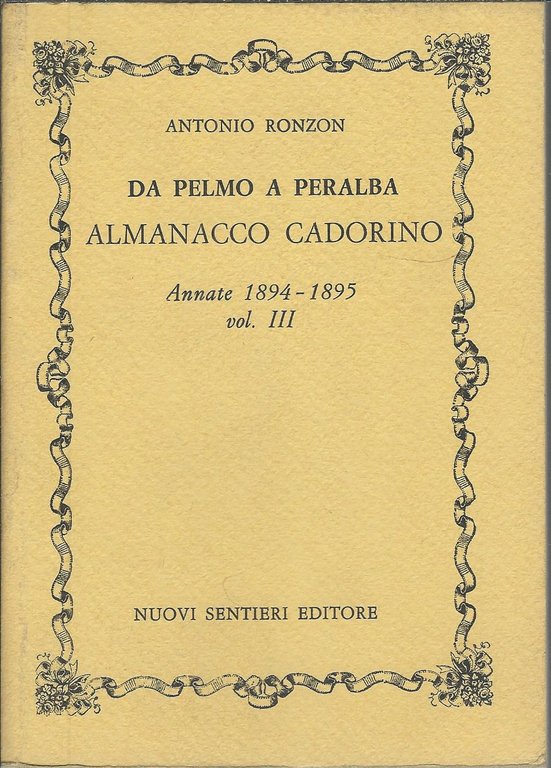 ANTONIO RONZON
DA PELMO A PERALBA
ALMANACCO CADORINO
Annate 1894-1895
vol. III
NUOVI SENTIERI EDITORE